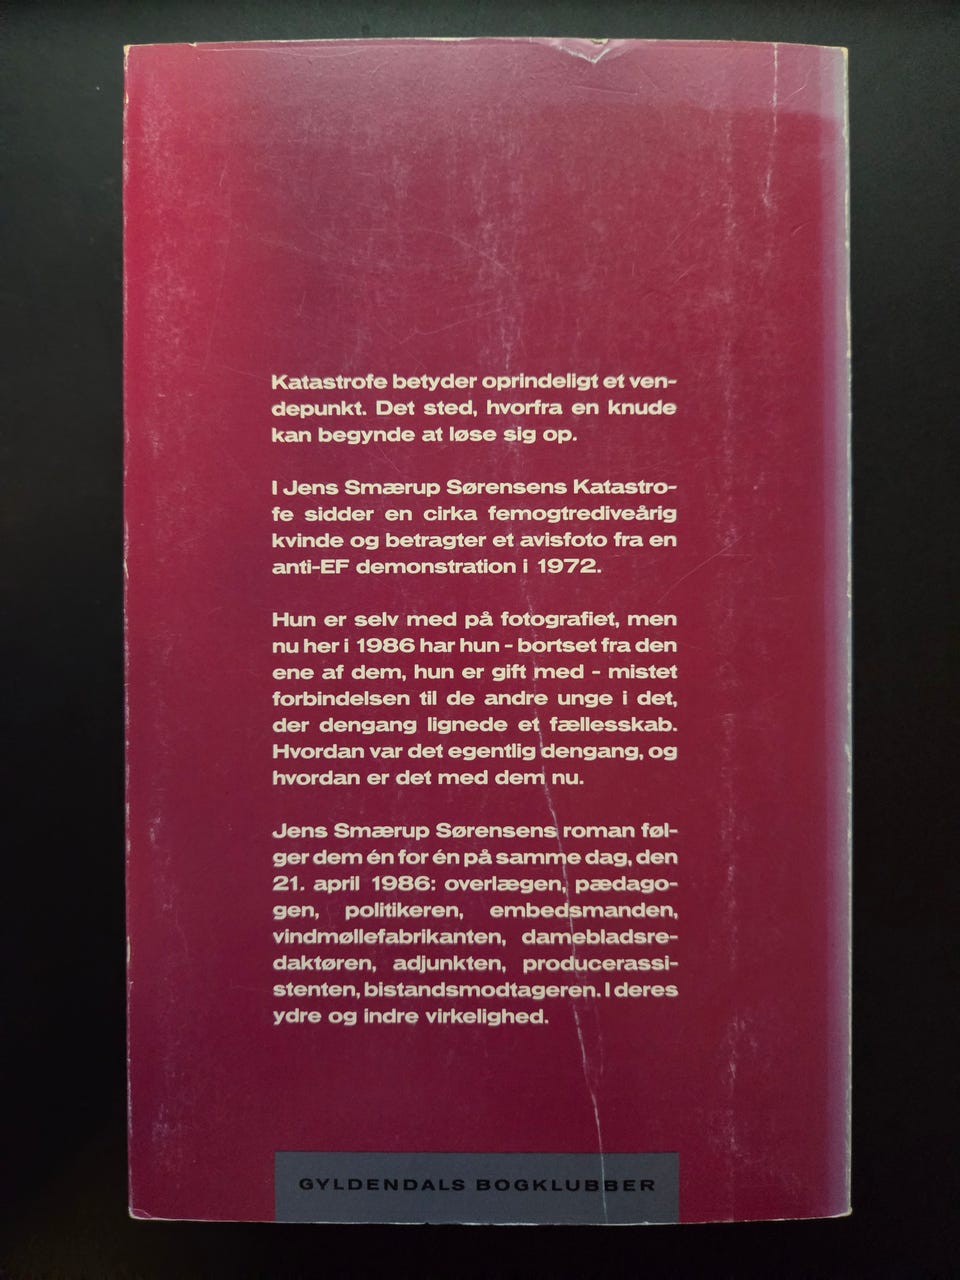 Katastrofe betyder oprindeligt et ven-
depunkt. Det sted, hvorfra en knude
kan begynde at løse sig op.
I Jens Smærup Sørensens Katastro-
fe sidder en cirka femogtrediveårig
kvinde og betragter et avisfoto fra en
anti-EF demonstration i 1972.
Hun er selv med på fotografiet, men
nu her i 1986 har hun - bortset fra den
ene af dem, hun er gift med - mistet
forbindelsen til de andre unge i det,
der dengang lignede et fællesskab.
Hvordan var det egentlig dengang, og
hvordan er det med dem nu.
Jens Smærup Sørensens roman føl-
ger dem én for én på samme dag, den
21. april 1986: overlægen, pædago-
gen, politikeren, embedsmanden,
vindmøllefabrikanten, damebladsre-
daktøren, adjunkten, producerassi-
stenten, bistandsmodtageren. I deres
ydre og indre virkelighed.
GYLDENDALS BOGKLUBBER